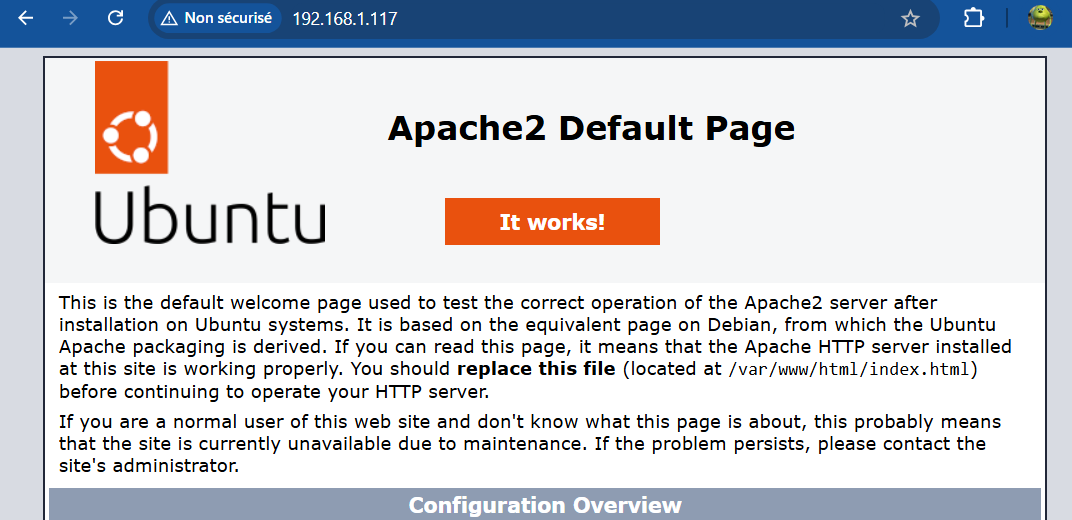 Non sécurisé 192.168.1.117
Ubuntu
Apache2 Default Page
It works!
This is the default welcome page used to test the correct operation of the Apache2 server after
installation on Ubuntu systems. It is based on the equivalent page on Debian, from which the Ubuntu
Apache packaging is derived. If you can read this page, it means that the Apache HTTP server installed
at this site is working properly. You should replace this file (located at /var/www/html/index.html)
before continuing to operate your HTTP server.
If you are a normal user of this web site and don't know what this page is about, this probably means
that the site is currently unavailable due to maintenance. If the problem persists, please contact the
site's administrator.
Configuration Overview